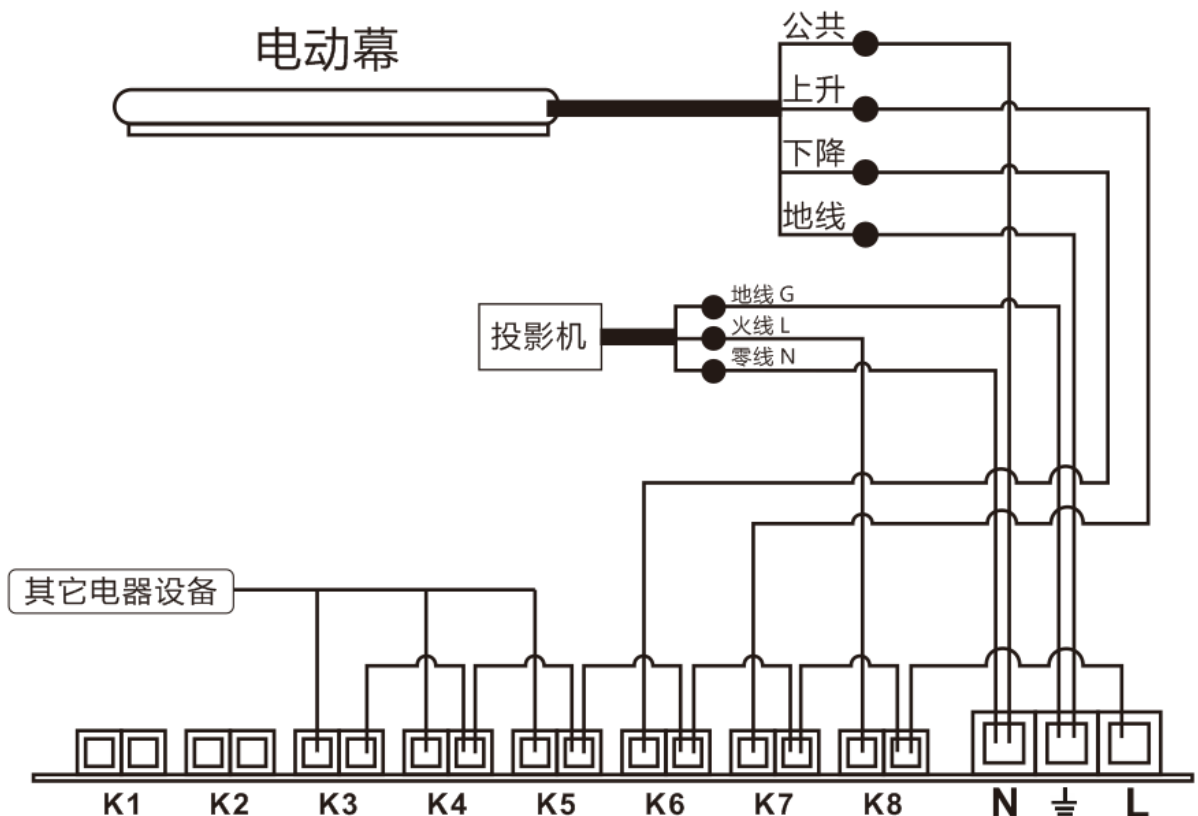 电动幕
公共
上升
下降
地线
投影机
地线 G
火线 L
零线 N
其它电器设备
K1 K2 K3 K4 K5 K6 K7 K8 N ⏚ L